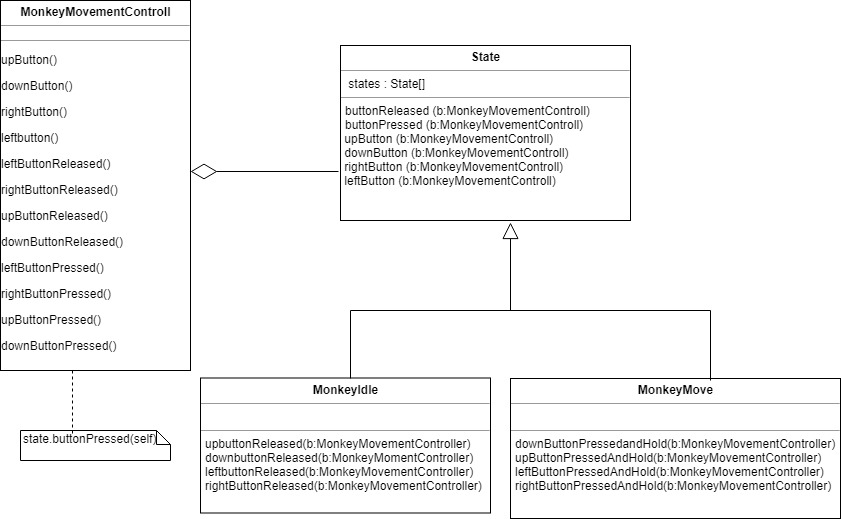 MonkeyMovementControll
upButton()
downButton()
rightButton()
leftbutton()
leftButtonReleased()
rightButtonReleased()
upButtonReleased()
downButtonReleased()
leftButtonPressed()
rightButtonPressed()
upButtonPressed()
downButtonPressed()
state.buttonPressed(self)
State
states : State[]
buttonReleased (b:MonkeyMovementControll)
buttonPressed (b:MonkeyMovementControll)
upButton (b:MonkeyMovementControll)
downButton (b:MonkeyMovementControll)
rightButton (b:MonkeyMovementControll)
leftButton (b:MonkeyMovementControll)
MonkeyIdle
upbuttonReleased(b:MonkeyMovementController)
downbuttonReleased(b:MonkeyMomentController)
leftbuttonReleased(b:MonkeyMovementController)
rightButtonReleased(b:MonkeyMovementController)
MonkeyMove
downButtonPressedandHold(b:MonkeyMovementController)
upButtonPressedAndHold(b:MonkeyMovementController)
leftButtonPressedAndHold(b:MonkeyMovementController)
rightButtonPressedAndHold(b:MonkeyMovementController)